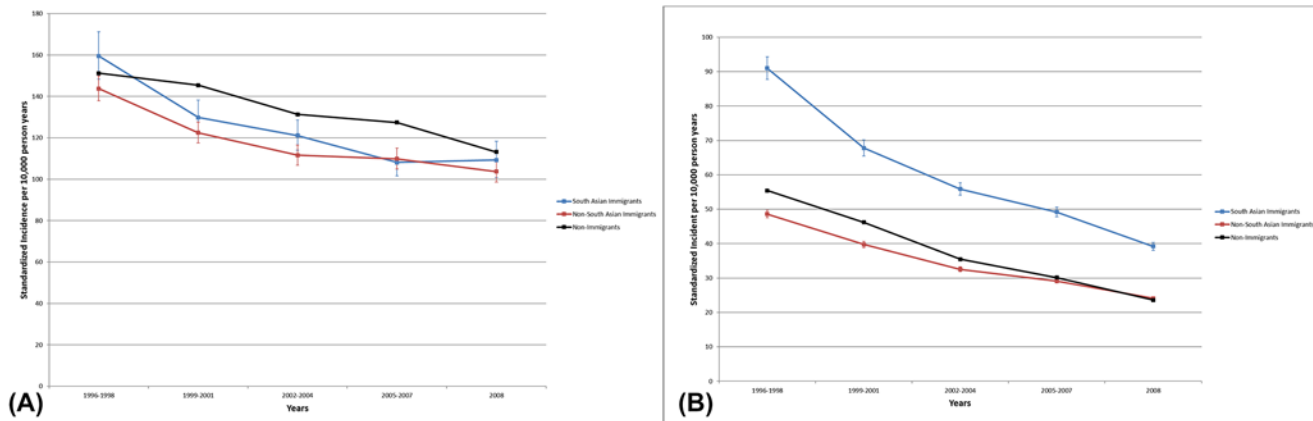 180
160
140
120
100
80
60
40
20
0
Standardized Incidence per 10,000 person years
1996-1998
1999-2001
2002-2004
2005-2007
2008
Years
South Asian Immigrants
Non-South Asian Immigrants
Non-Immigrants
(A)
100
90
80
70
60
50
40
30
20
10
0
Standardized Incident per 10,000 person years
1996-1998
1999-2001
2002-2004
2005-2007
2008
Years
South Asian Immigrants
Non-South Asian Immigrants
Non-Immigrants
(B)